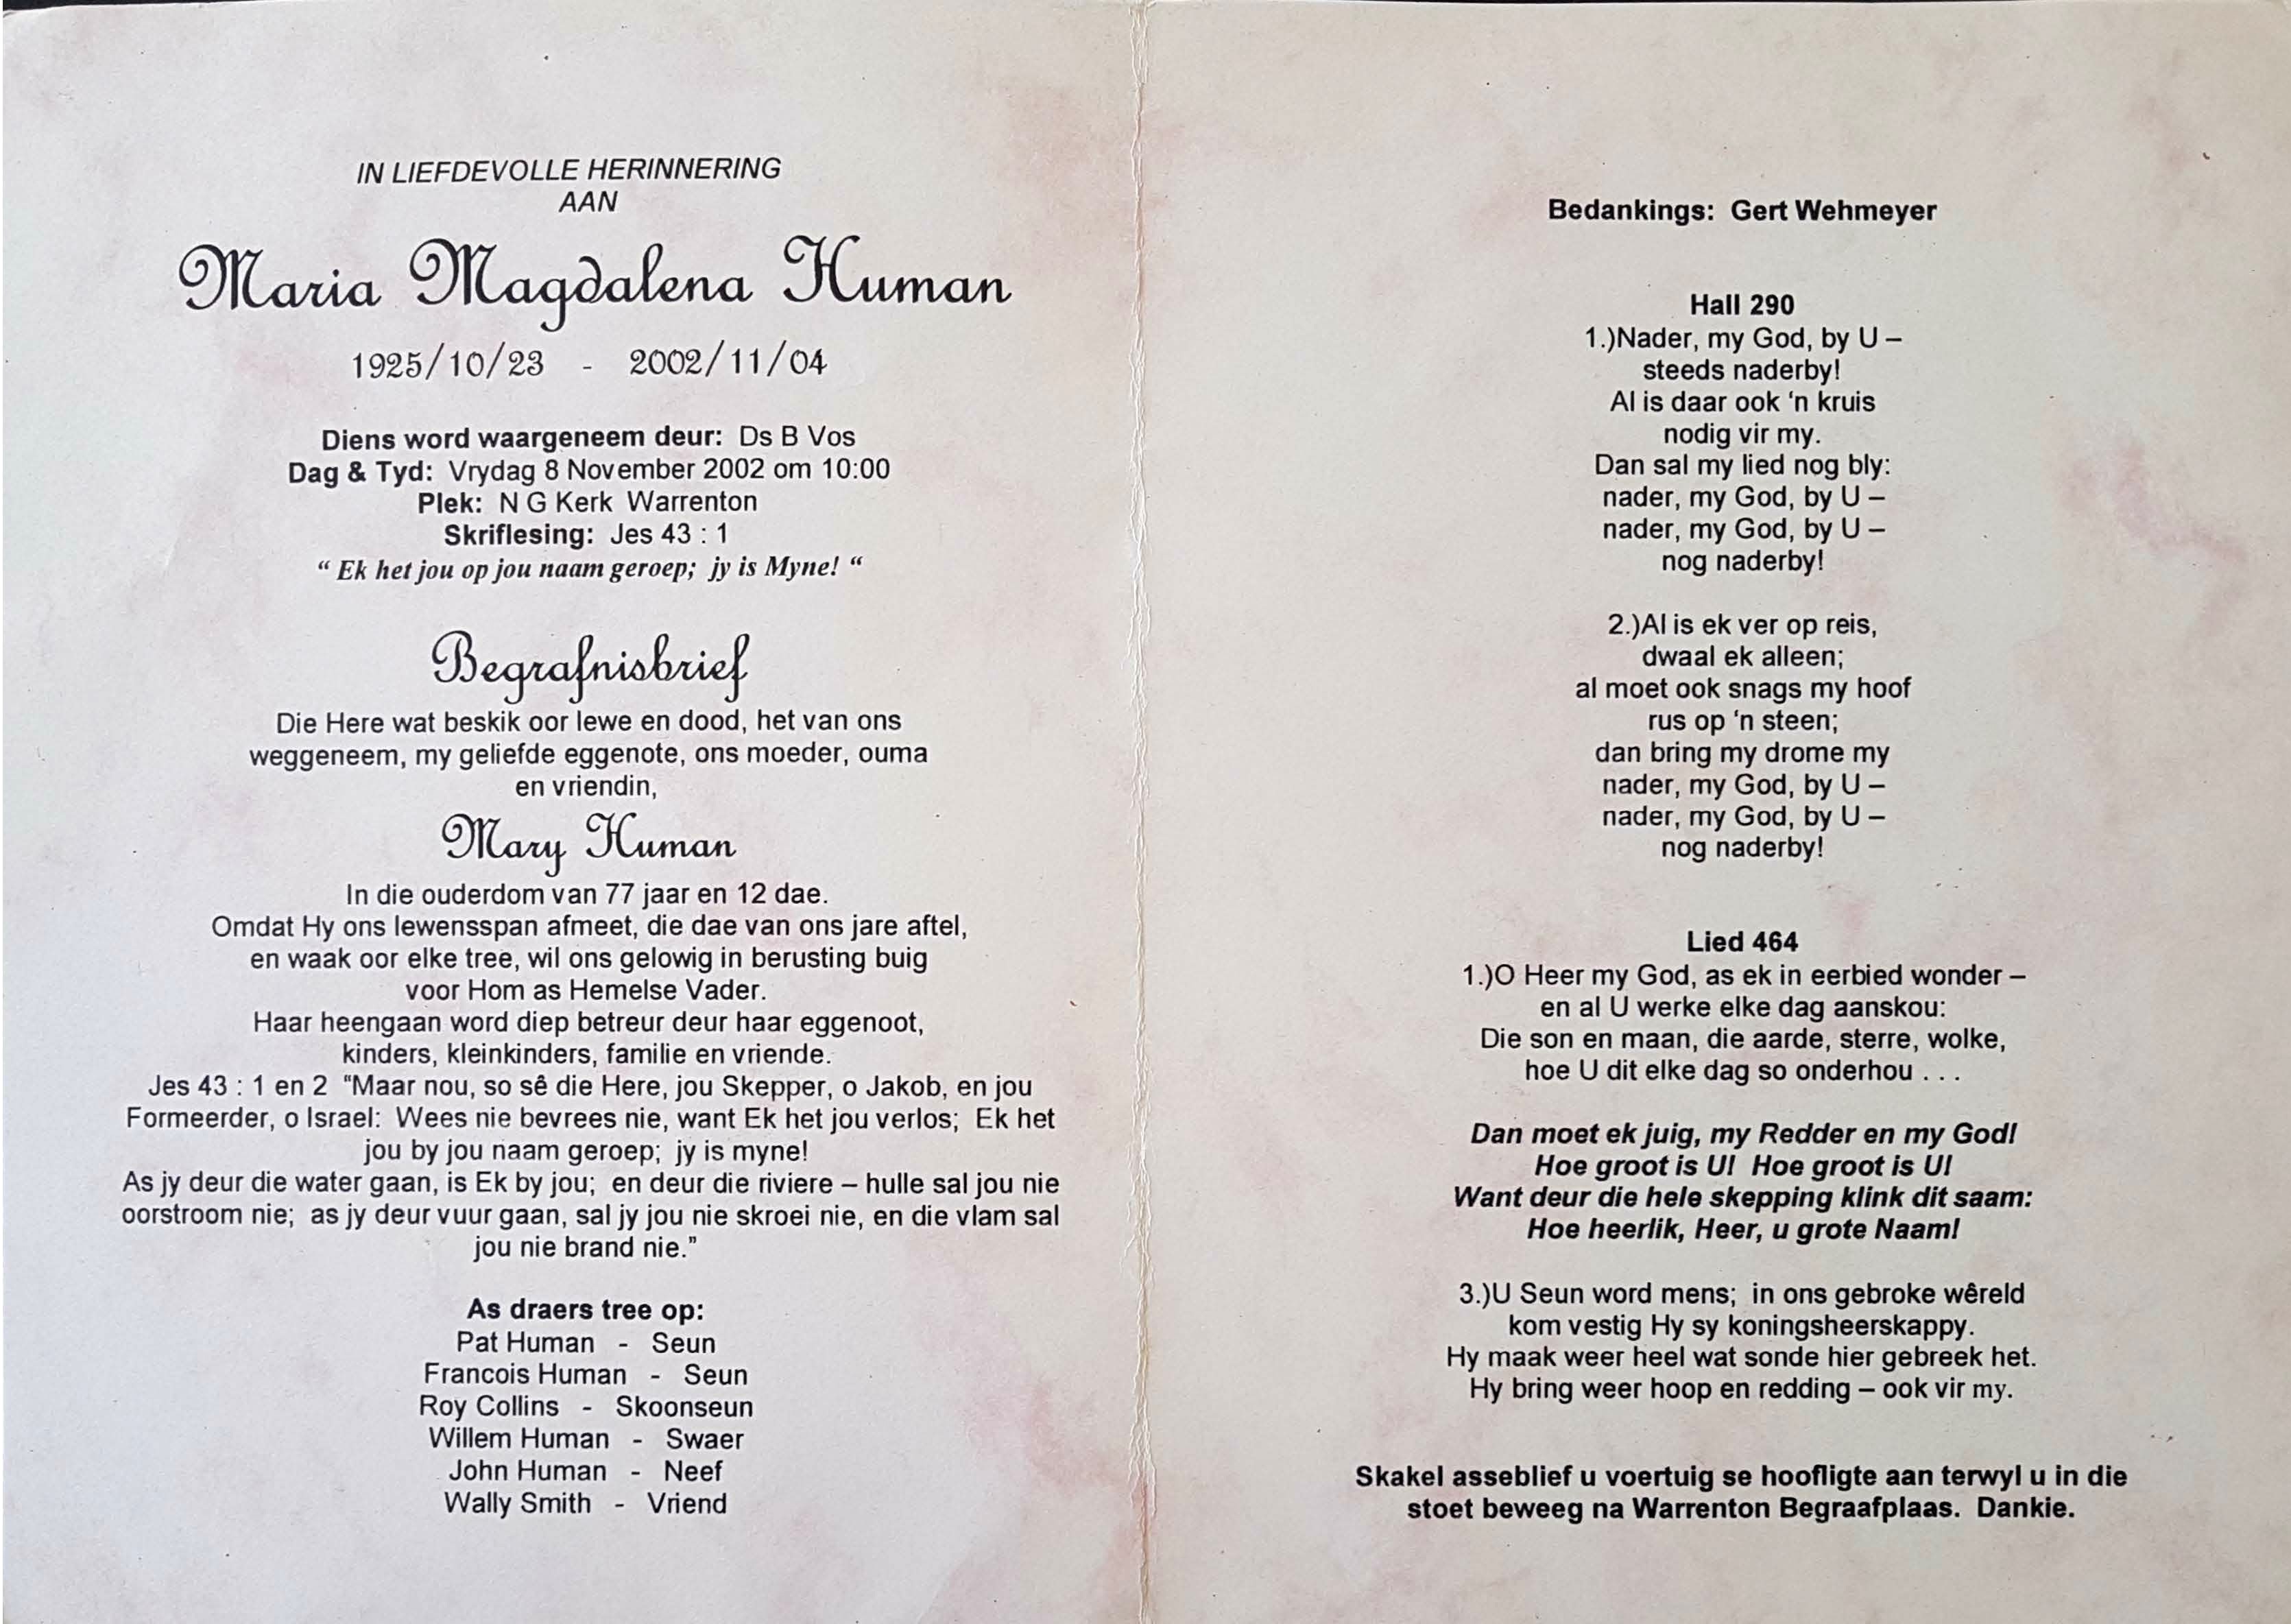 IN LIEFDEVOLLE HERINNERING
AAN
Maria Magdalena Human
1925/10/23 - 2002/11/04
Diens word waargeneem deur: Ds B Vos
Dag & Tyd: Vrydag 8 November 2002 om 10:00
Plek: N G Kerk Warrenton
Skriflesing: Jes 43 : 1
“ Ek het jou op jou naam geroep; jy is Myne! “
Begrafnisbrief
Die Here wat beskik oor lewe en dood, het van ons
weggeneem, my geliefde eggenote, ons moeder, ouma
en vriendin,
Mary Human
In die ouderdom van 77 jaar en 12 dae.
Omdat Hy ons lewensspan afmeet, die dae van ons jare aftel,
en waak oor elke tree, wil ons gelowig in berusting buig
voor Hom as Hemelse Vader.
Haar heengaan word diep betreur deur haar eggenoot,
kinders, kleinkinders, familie en vriende.
Jes 43 : 1 en 2 “Maar nou, so sê die Here, jou Skepper, o Jakob, en jou
Formeerder, o Israel: Wees nie bevrees nie, want Ek het jou verlos; Ek het
jou by jou naam geroep; jy is myne!
As jy deur die water gaan, is Ek by jou; en deur die riviere – hulle sal jou nie
oorstroom nie; as jy deur vuur gaan, sal jy jou nie skroei nie, en die vlam sal
jou nie brand nie.”
As draers tree op:
Pat Human - Seun
Francois Human - Seun
Roy Collins - Skoonseun
Willem Human - Swaer
John Human - Neef
Wally Smith - Vriend
Bedankings: Gert Wehmeyer
Hall 290
1.)Nader, my God, by U –
steeds naderby!
Al is daar ook ‘n kruis
nodig vir my.
Dan sal my lied nog bly:
nader, my God, by U –
nader, my God, by U –
nog naderby!
2.)Al is ek ver op reis,
dwaal ek alleen;
al moet ook snags my hoof
rus op ‘n steen;
dan bring my drome my
nader, my God, by U –
nader, my God, by U –
nog naderby!
Lied 464
1.)O Heer my God, as ek in eerbied wonder –
en al U werke elke dag aanskou:
Die son en maan, die aarde, sterre, wolke,
hoe U dit elke dag so onderhou . . .
Dan moet ek juig, my Redder en my God!
Hoe groot is U! Hoe groot is U!
Want deur die hele skepping klink dit saam:
Hoe heerlik, Heer, u grote Naam!
3.)U Seun word mens; in ons gebroke wêreld
kom vestig Hy sy koningsheerskappy.
Hy maak weer heel wat sonde hier gebreek het.
Hy bring weer hoop en redding – ook vir my.
Skakel asseblief u voertuig se hoofligte aan terwyl u in die
stoet beweeg na Warrenton Begraafplaas. Dankie.